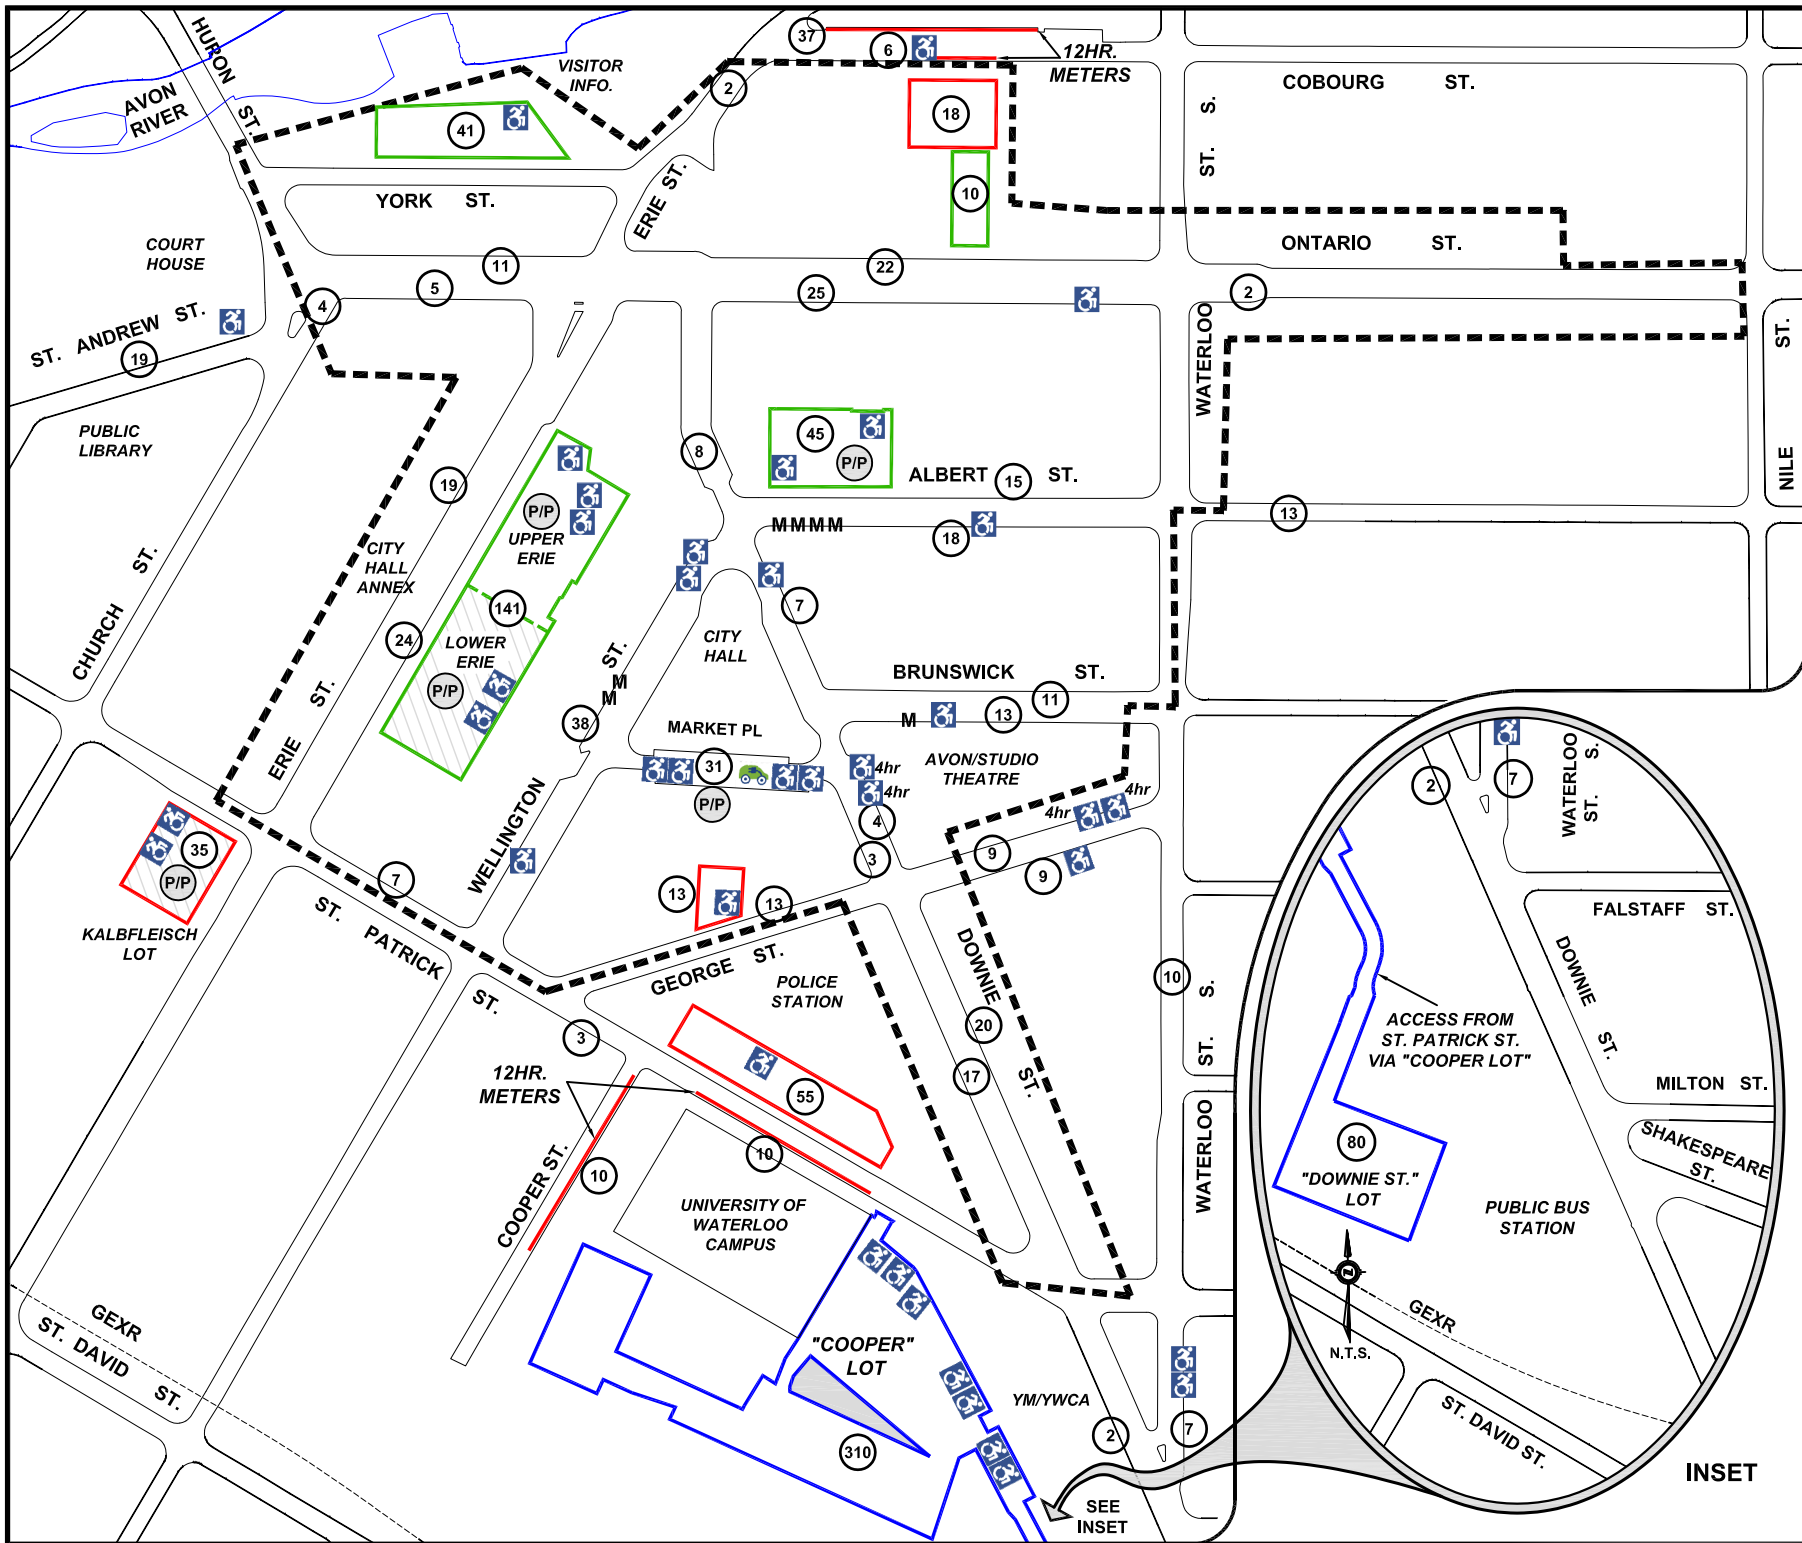 HURON ST.
AVON
RIVER
VISITOR
INFO.
41
2
37
6
12HR.
METERS
18
10
COBOURG ST.
WATERLOO ST. S.
YORK ST.
ERIE ST.
COURT
HOUSE
ONTARIO ST.
11
5
4
22
25
2
ST. ANDREW ST.
19
PUBLIC
LIBRARY
NILE ST.
45
P/P
8
ALBERT ST.
15
13
19
P/P
UPPER
ERIE
MMMM
18
CITY
HALL
ANNEX
141
7
CHURCH ST.
24
LOWER
ERIE
P/P
CITY
HALL
BRUNSWICK ST.
11
M
M
38
M
13
MARKET PL
31
P/P
AVON/STUDIO
THEATRE
4hr
4hr
4hr
4hr
4
3
9
9
ERIE ST.
WELLINGTON ST.
35
P/P
KALBFLEISCH
LOT
7
13
13
ST. PATRICK ST.
GEORGE ST.
POLICE
STATION
DOWNIE ST.
20
17
10
WATERLOO ST. S.
3
12HR.
METERS
55
10
10
COOPER ST.
UNIVERSITY OF
WATERLOO
CAMPUS
"COOPER"
LOT
310
GEXR
ST. DAVID ST.
YM/YWCA
2
7
SEE
INSET
2
7
WATERLOO
ST. S.
FALSTAFF ST.
DOWNIE ST.
ACCESS FROM
ST. PATRICK ST.
VIA "COOPER LOT"
MILTON ST.
SHAKESPEARE
ST.
80
"DOWNIE ST."
LOT
PUBLIC BUS
STATION
Z
N.T.S.
GEXR
ST. DAVID ST.
INSET